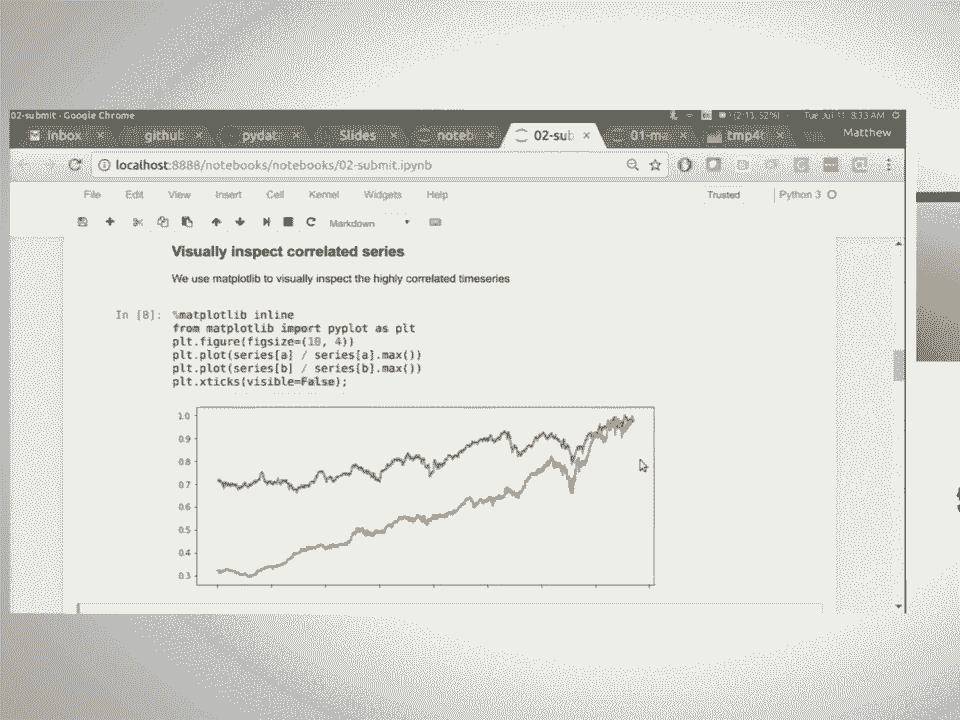 02-submit - Google Chrome
(2:13, 52%)
Tue Jul 11 8:33 AM
Inbox
github
pydat
Slides
noteb
02-sub
01-ma
tmp4
Matthew
localhost:8888/notebooks/notebooks/02-submit.ipynb
File Edit View Insert Cell Kernel Widgets Help
Trusted
Python 3
Markdown
Visually inspect correlated series
We use matplotlib to visually inspect the highly correlated timeseries
In [8]: %matplotlib inline
from matplotlib import pyplot as plt
plt.figure(figsize=(10, 4))
plt.plot(series[a] / series[a].max())
plt.plot(series[b] / series[b].max())
plt.xticks(visible=False);
1.0
0.9
0.8
0.7
0.6
0.5
0.4
0.3